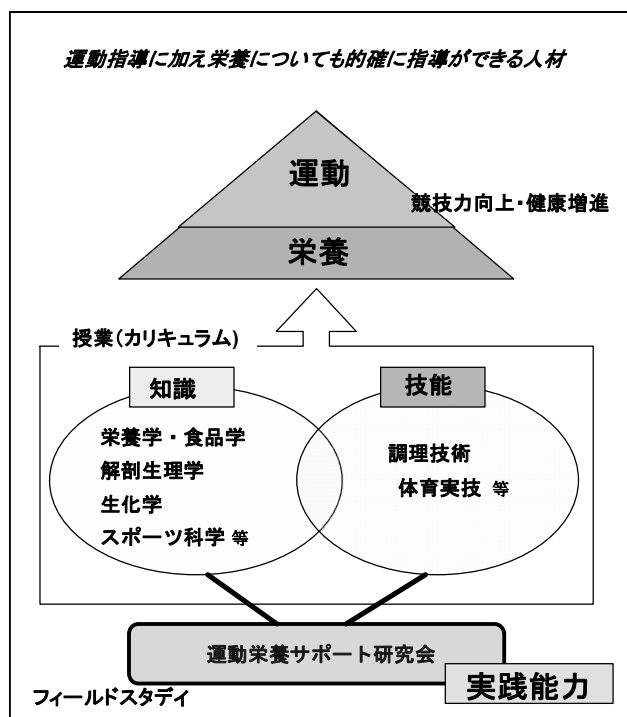 運動指導に加え栄養についても的確に指導ができる人材
運動
競技力向上・健康増進
栄養
授業(カリキュラム)
知識
栄養学・食品学
解剖生理学
生化学
スポーツ科学 等
技能
調理技術
体育実技 等
運動栄養サポート研究会
実践能力
フィールドスタディ